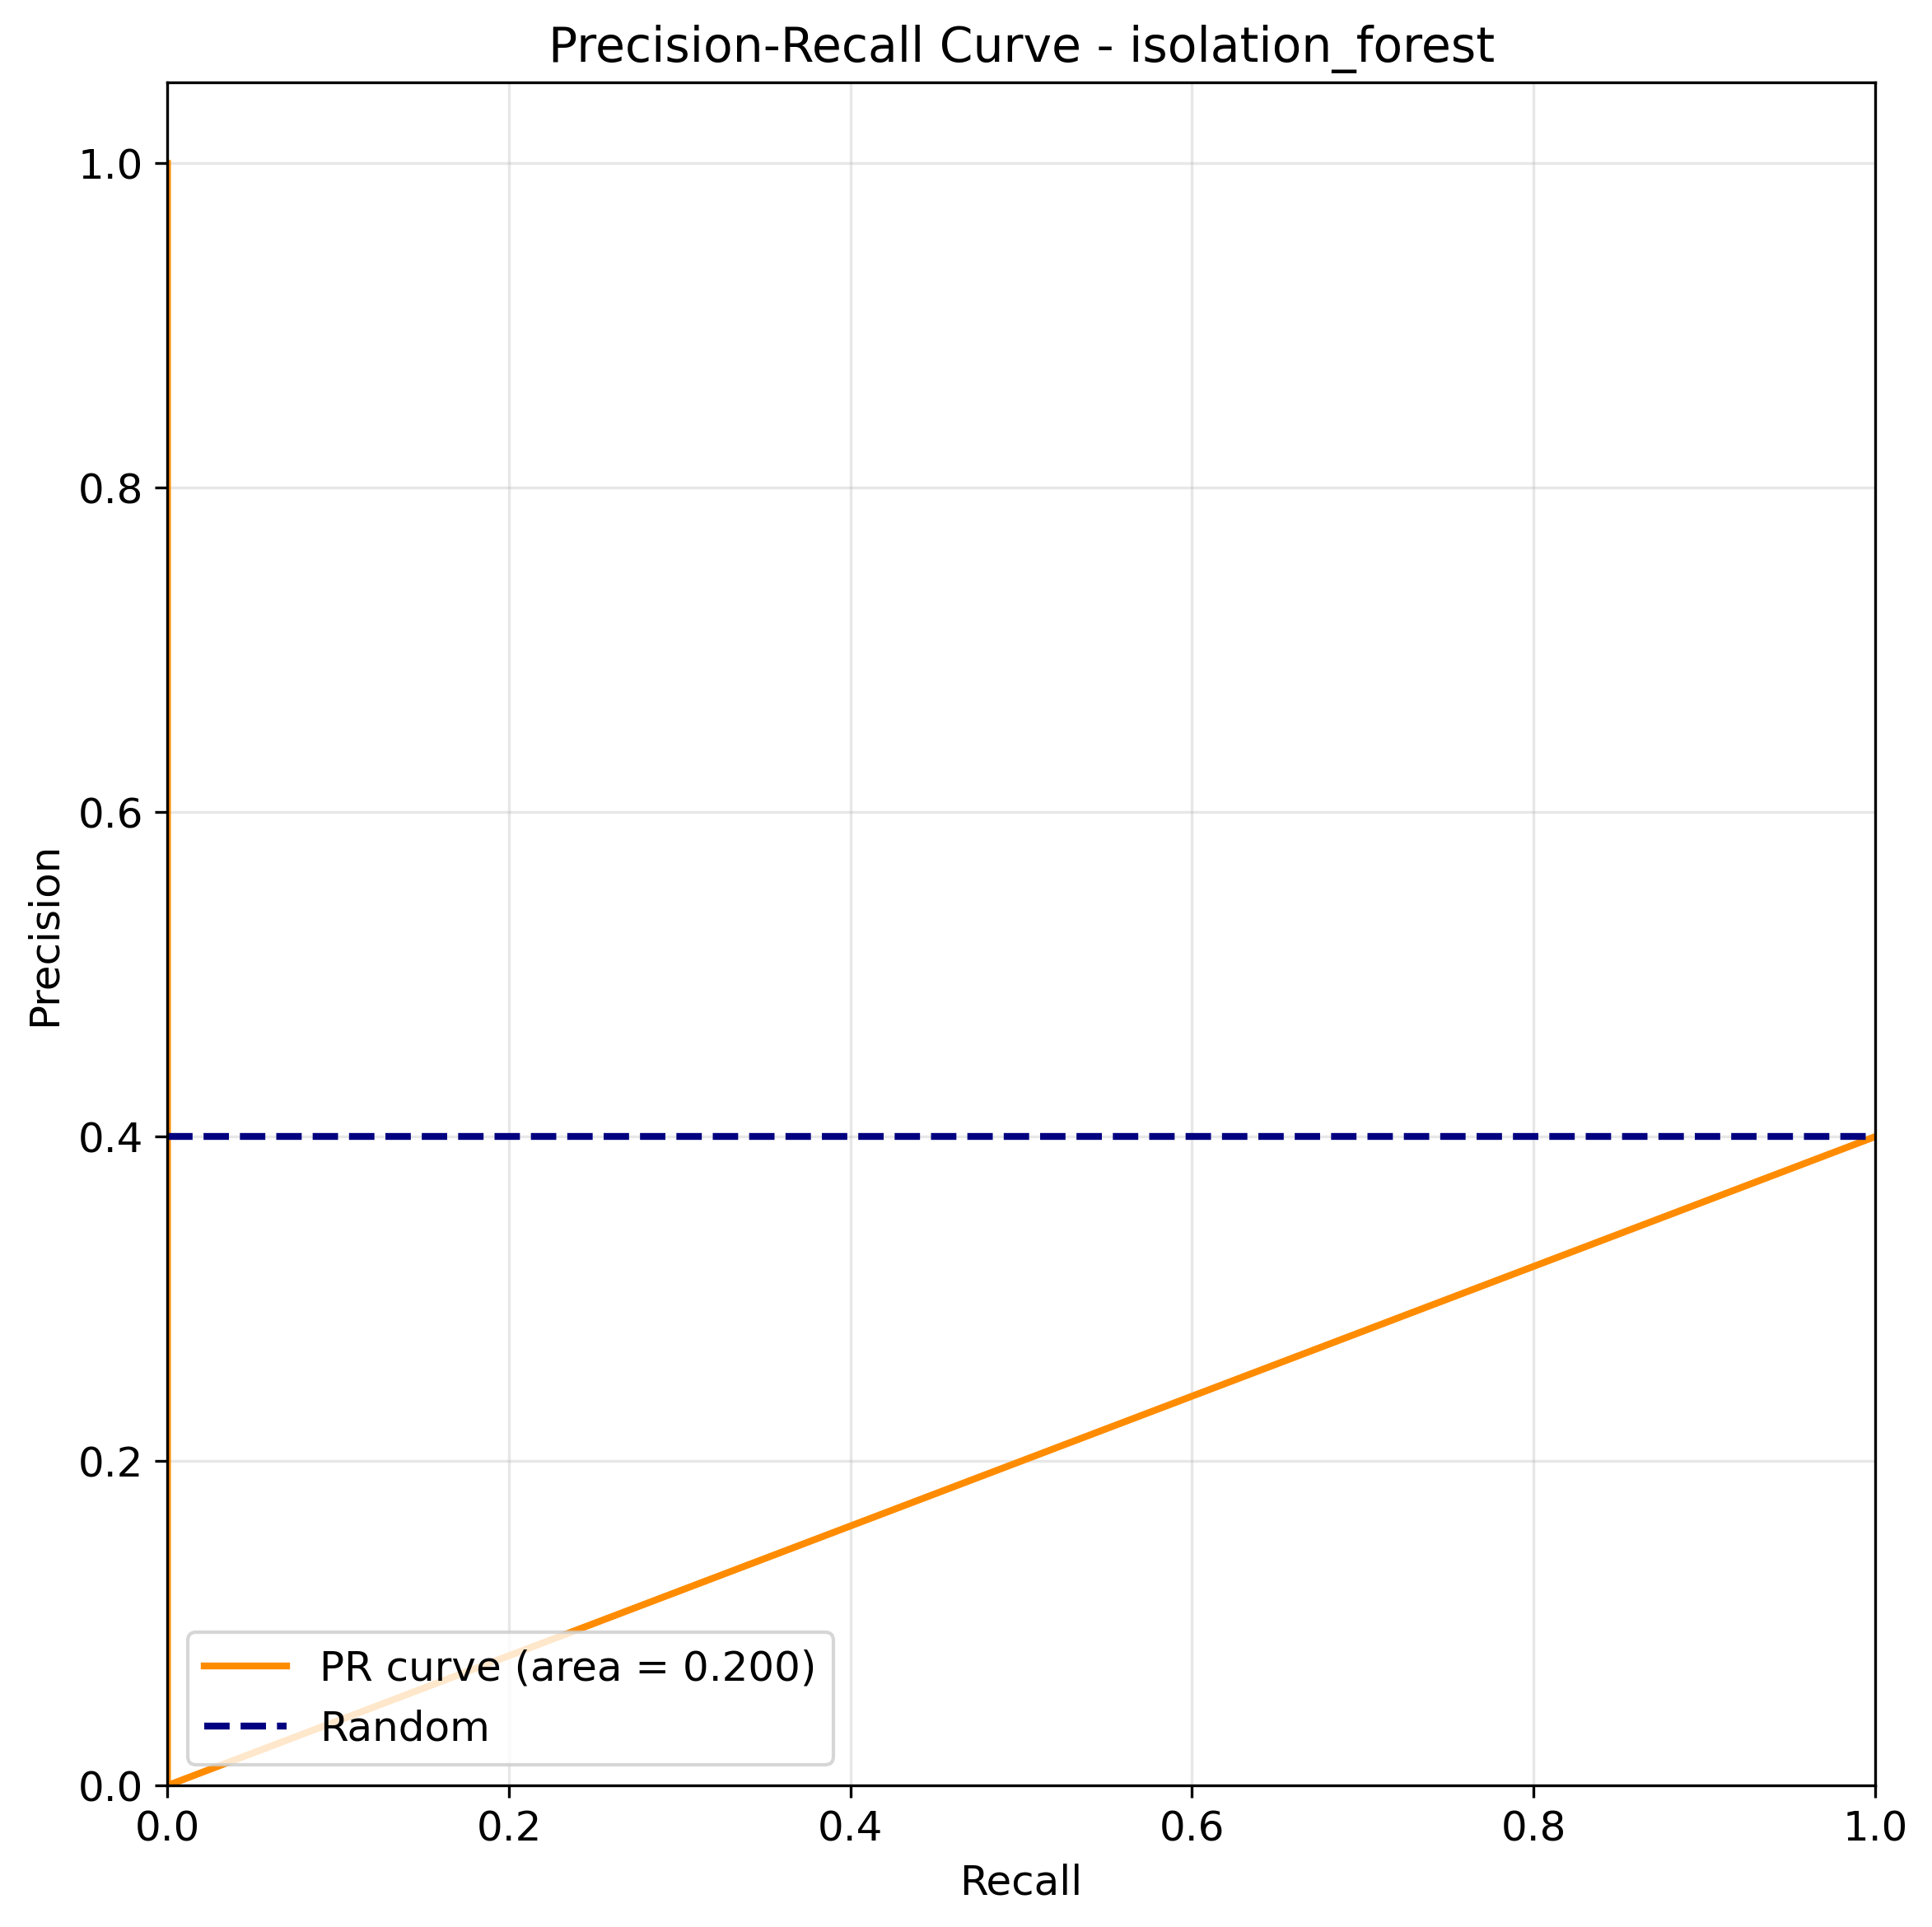 Precision-Recall Curve - isolation_forest
1.0
0.8
0.6
0.4
0.2
0.0
Precision
PR curve (area = 0.200)
Random
0.0 0.2 0.4 0.6 0.8 1.0
Recall